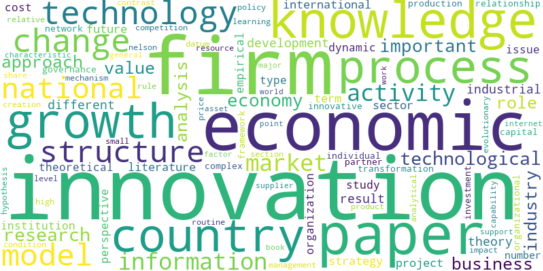 cost technology international production relationship
contrast policy learning
relative network future competition
change firm knowledge
characteristic nelson
governance resource development dynamic important issue
approach value rule mechanism analysis empirical process
national major type activity industrial
share general world work
creation different economy term innovative sector role
growth price asset evolutionary internet capital
economic
structure small point
hypothesis theoretical literature factor framework section market individual technological
level complex partner transformation
innovation
high supplier study result
perspective routine product organization analytical investment capability organizational industry
institution country paper
research condition information book support theory impact
model management strategy project business number